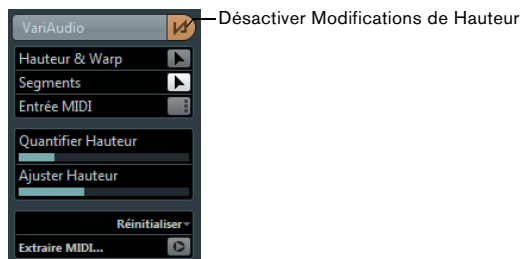 VariAudio
Désactiver Modifications de Hauteur
Hauteur & Warp
Segments
Entrée MIDI
Quantifier Hauteur
Ajuster Hauteur
Réinitialiser
Extraire MIDI...